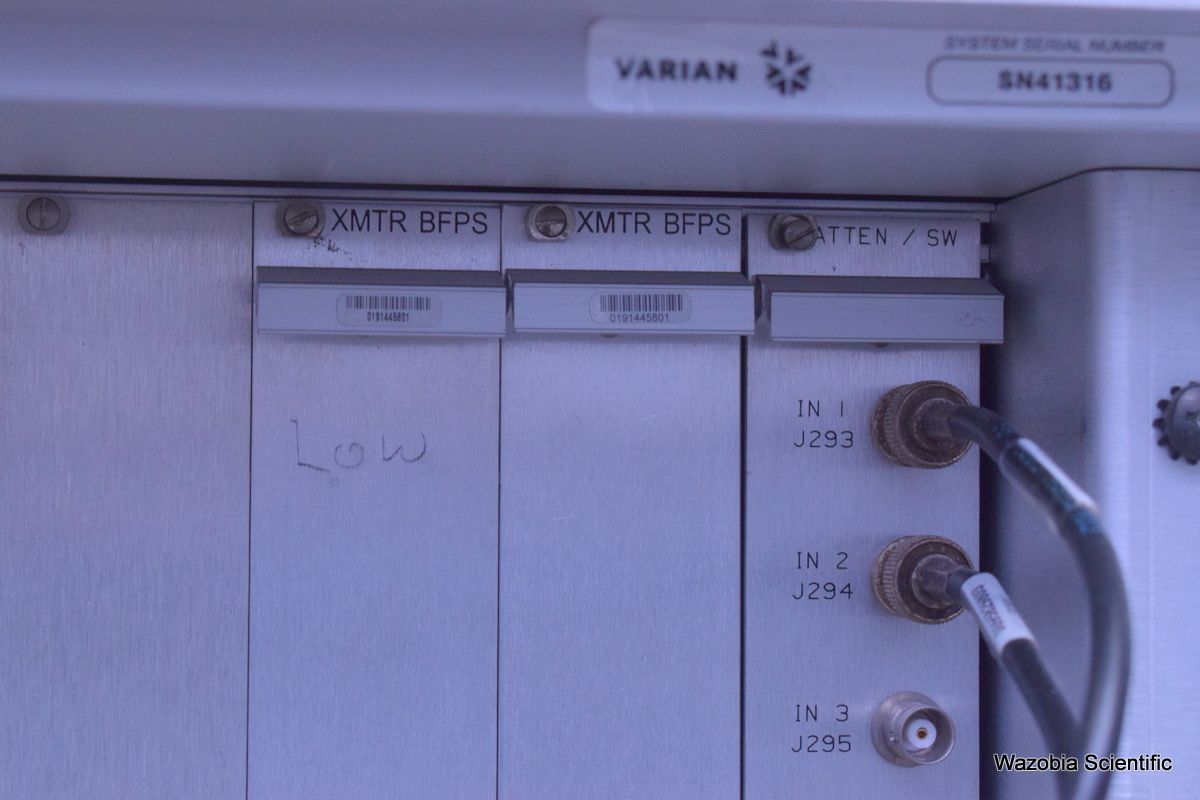 VARIAN
SYSTEM SERIAL NUMBER
SN41316
XMTR BFPS
XMTR BFPS
ATTEN / SW
0191445801
0191445801
Low
IN 1
J293
IN 2
J294
IN 3
J295
Wazobia Scientific